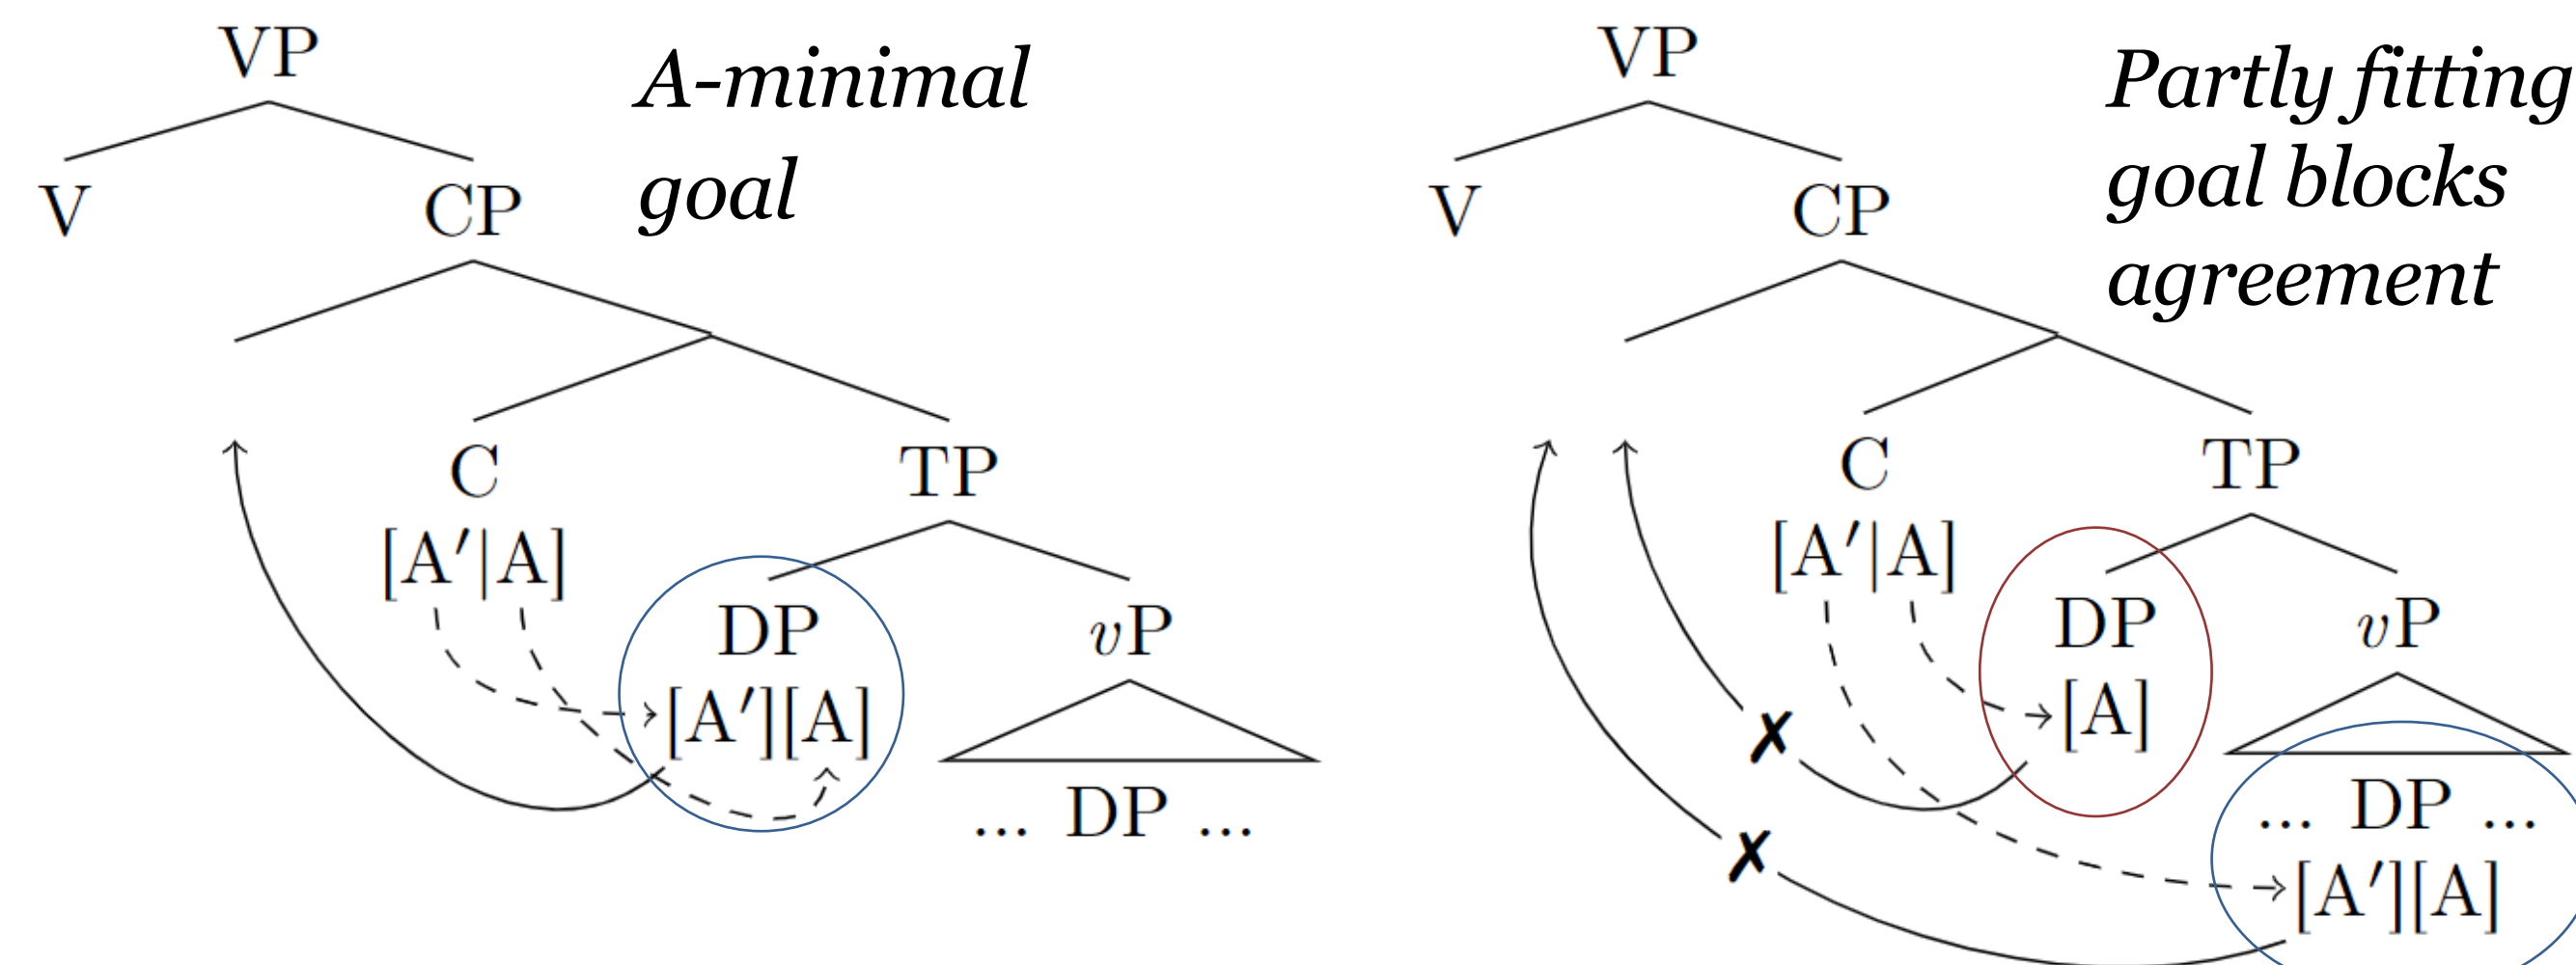 VP
A-minimal
goal
V CP
C TP
[A′|A]
DP vP
[A′][A]
... DP ...
VP
Partly fitting
goal blocks
agreement
V CP
C TP
[A′|A]
DP vP
[A]
✗
... DP ...
✗
[A′][A]